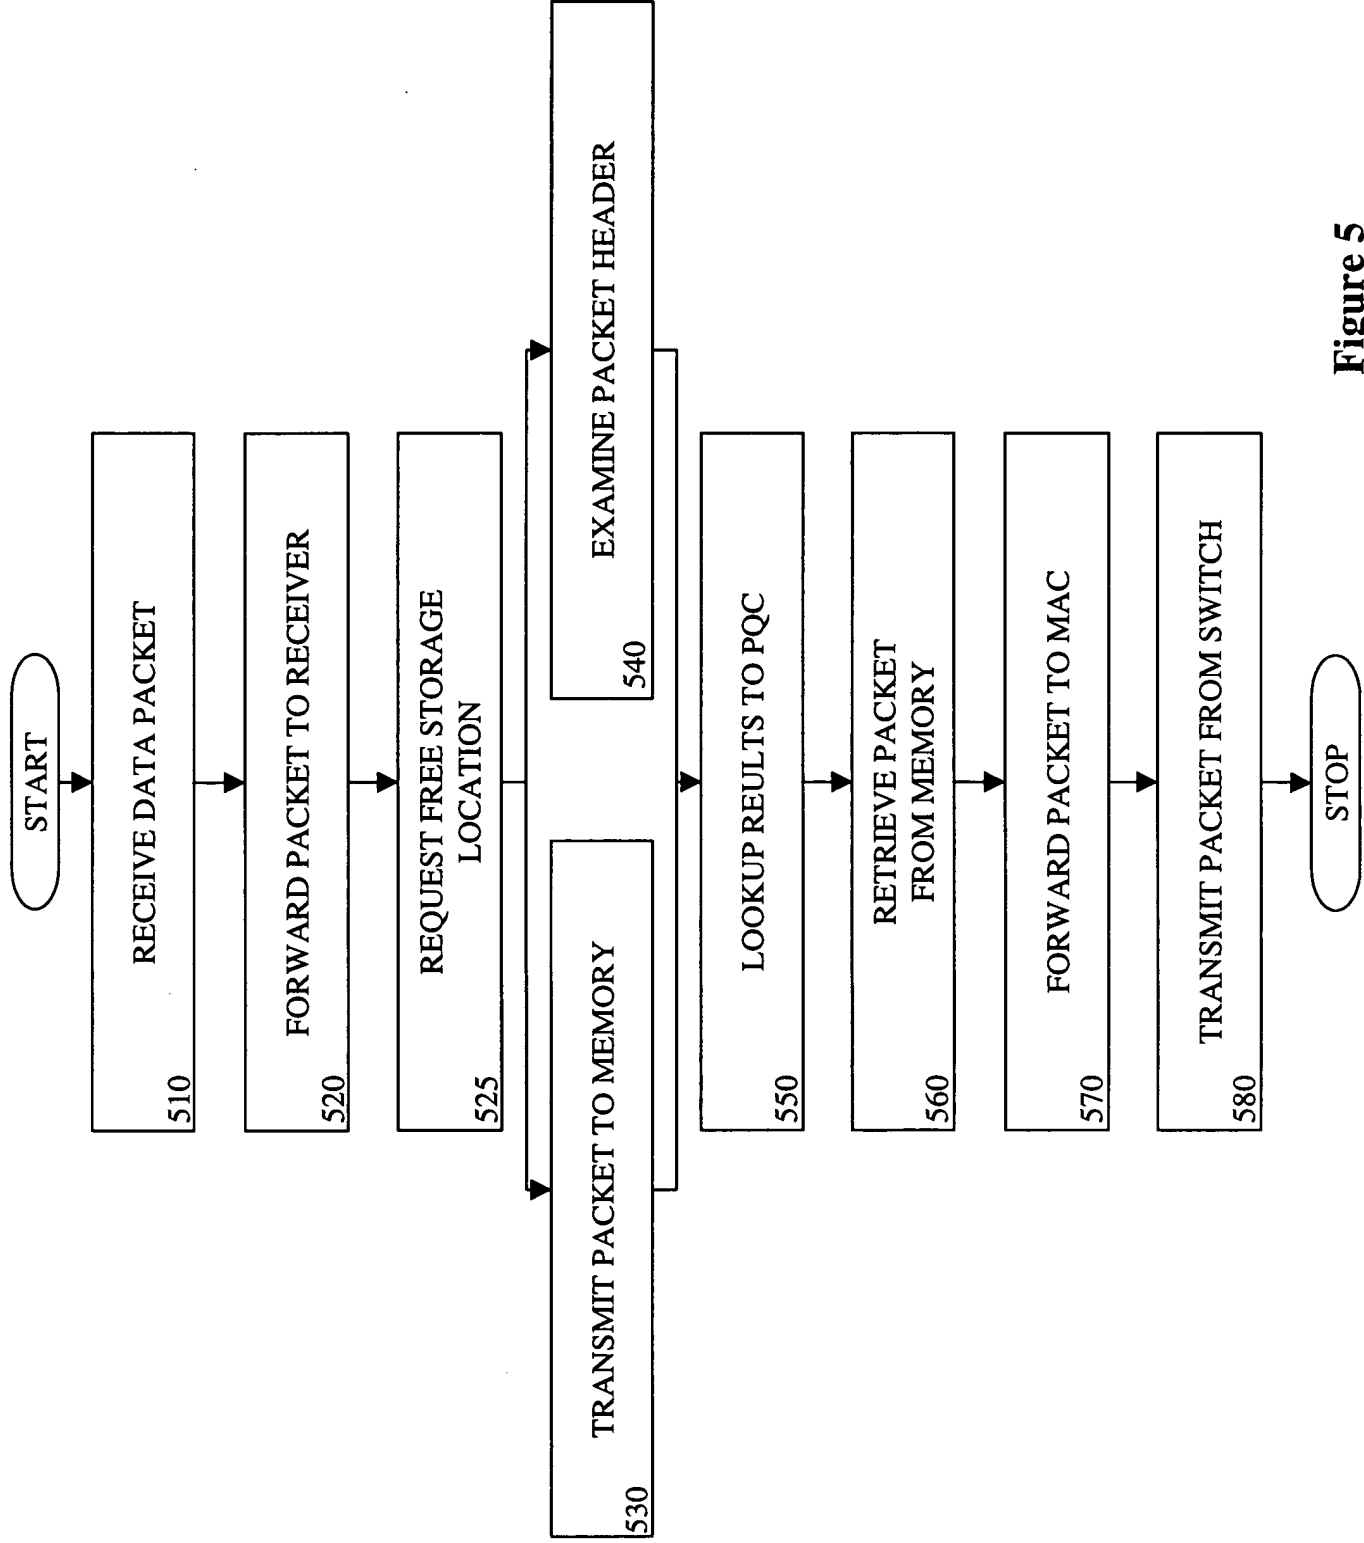 START
RECEIVE DATA PACKET
510
FORWARD PACKET TO RECEIVER
520
REQUEST FREE STORAGE
LOCATION
525
TRANSMIT PACKET TO MEMORY
530
EXAMINE PACKET HEADER
540
LOOKUP REULTS TO PQC
550
RETRIEVE PACKET
FROM MEMORY
560
FORWARD PACKET TO MAC
570
TRANSMIT PACKET FROM SWITCH
580
STOP
Figure 5